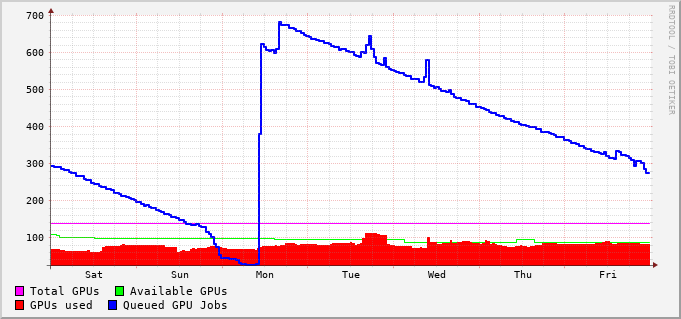 700
600
500
400
300
200
100
Sat Sun Mon Tue Wed Thu Fri
Total GPUs Available GPUs
GPUs used Queued GPU Jobs
RRDTOOL / TOBI OETIKER